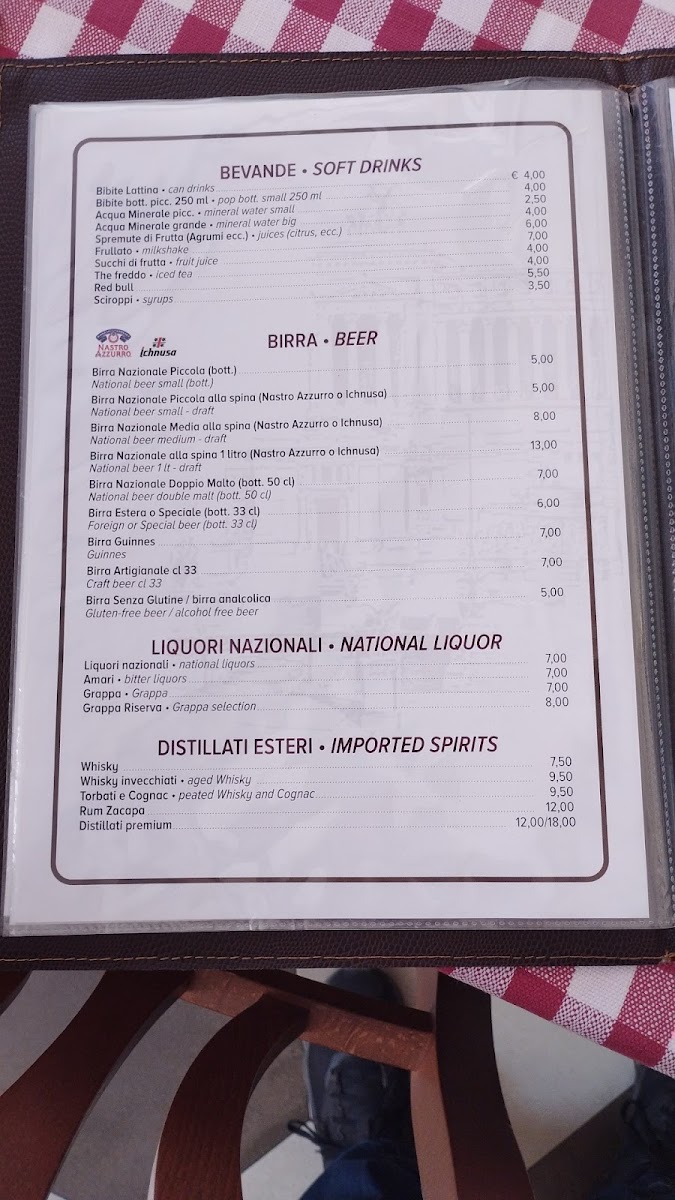 BEVANDE • SOFT DRINKS
Bibite Lattina • can drinks € 4,00
Bibite bott. picc. 250 ml • pop bott. small 250 ml 4,00
Acqua Minerale picc. • mineral water small 2,50
Acqua Minerale grande • mineral water big 4,00
Spremute di Frutta (Agrumi ecc.) • juices (citrus, ecc.) 6,00
Frullato • milkshake 7,00
Succhi di frutta • fruit juice 4,00
The freddo • iced tea 4,00
Red bull 5,50
Sciroppi • syrups 3,50
NASTRO AZZURRO Ichnusa BIRRA • BEER
Birra Nazionale Piccola (bott.) 5,00
National beer small (bott.)
Birra Nazionale Piccola alla spina (Nastro Azzurro o Ichnusa) 5,00
National beer small - draft
Birra Nazionale Media alla spina (Nastro Azzurro o Ichnusa) 8,00
National beer medium - draft
Birra Nazionale alla spina 1 litro (Nastro Azzurro o Ichnusa) 13,00
National beer 1 lt - draft
Birra Nazionale Doppio Malto (bott. 50 cl) 7,00
National beer double malt (bott. 50 cl)
Birra Estera o Speciale (bott. 33 cl) 6,00
Foreign or Special beer (bott. 33 cl)
Birra Guinnes 7,00
Guinnes
Birra Artigianale cl 33 7,00
Craft beer cl 33
Birra Senza Glutine / birra analcolica 5,00
Gluten-free beer / alcohol free beer
LIQUORI NAZIONALI • NATIONAL LIQUOR
Liquori nazionali • national liquors 7,00
Amari • bitter liquors 7,00
Grappa • Grappa 7,00
Grappa Riserva • Grappa selection 8,00
DISTILLATI ESTERI • IMPORTED SPIRITS
Whisky 7,50
Whisky invecchiati • aged Whisky 9,50
Torbati e Cognac • peated Whisky and Cognac 9,50
Rum Zacapa 12,00
Distillati premium 12,00/18,00